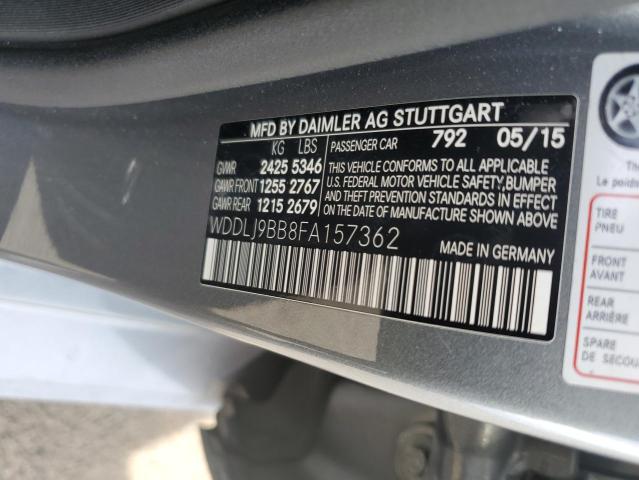 MFD BY DAIMLER AG STUTTGART
KG LBS PASSENGER CAR 792 05/15
GVWR 2425 5346
GAWR FRONT 1255 2767
GAWR REAR 1215 2679
THIS VEHICLE CONFORMS TO ALL APPLICABLE
U.S. FEDERAL MOTOR VEHICLE SAFETY, BUMPER
AND THEFT PREVENTION STANDARDS IN EFFECT
ON THE DATE OF MANUFACTURE SHOWN ABOVE.
WDDLJ9BB8FA157362
MADE IN GERMANY
Th
Le poids
TIRE
PNEU
FRONT
AVANT
REAR
ARRIÈRE
SPARE
DE SECOU